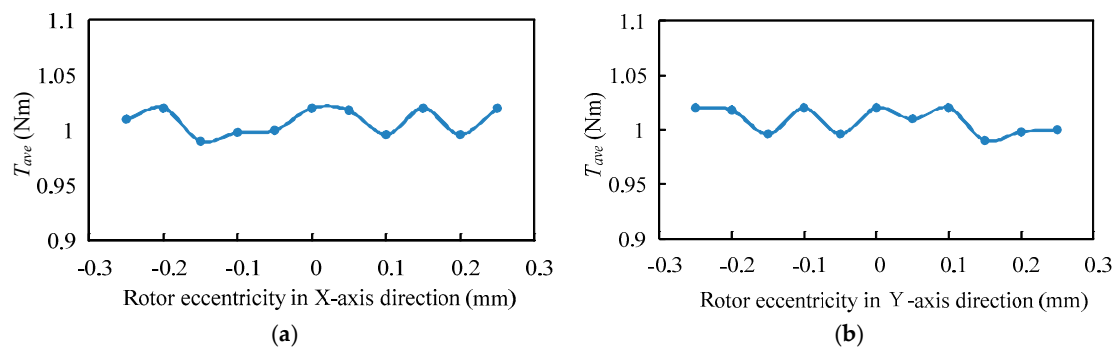 1.1
1.05
1
0.95
0.9
T_ave (Nm)
-0.3 -0.2 -0.1 0 0.1 0.2 0.3
Rotor eccentricity in X-axis direction (mm)
(a)
1.1
1.05
1
0.95
0.9
T_ave (Nm)
-0.3 -0.2 -0.1 0 0.1 0.2 0.3
Rotor eccentricity in Y-axis direction (mm)
(b)